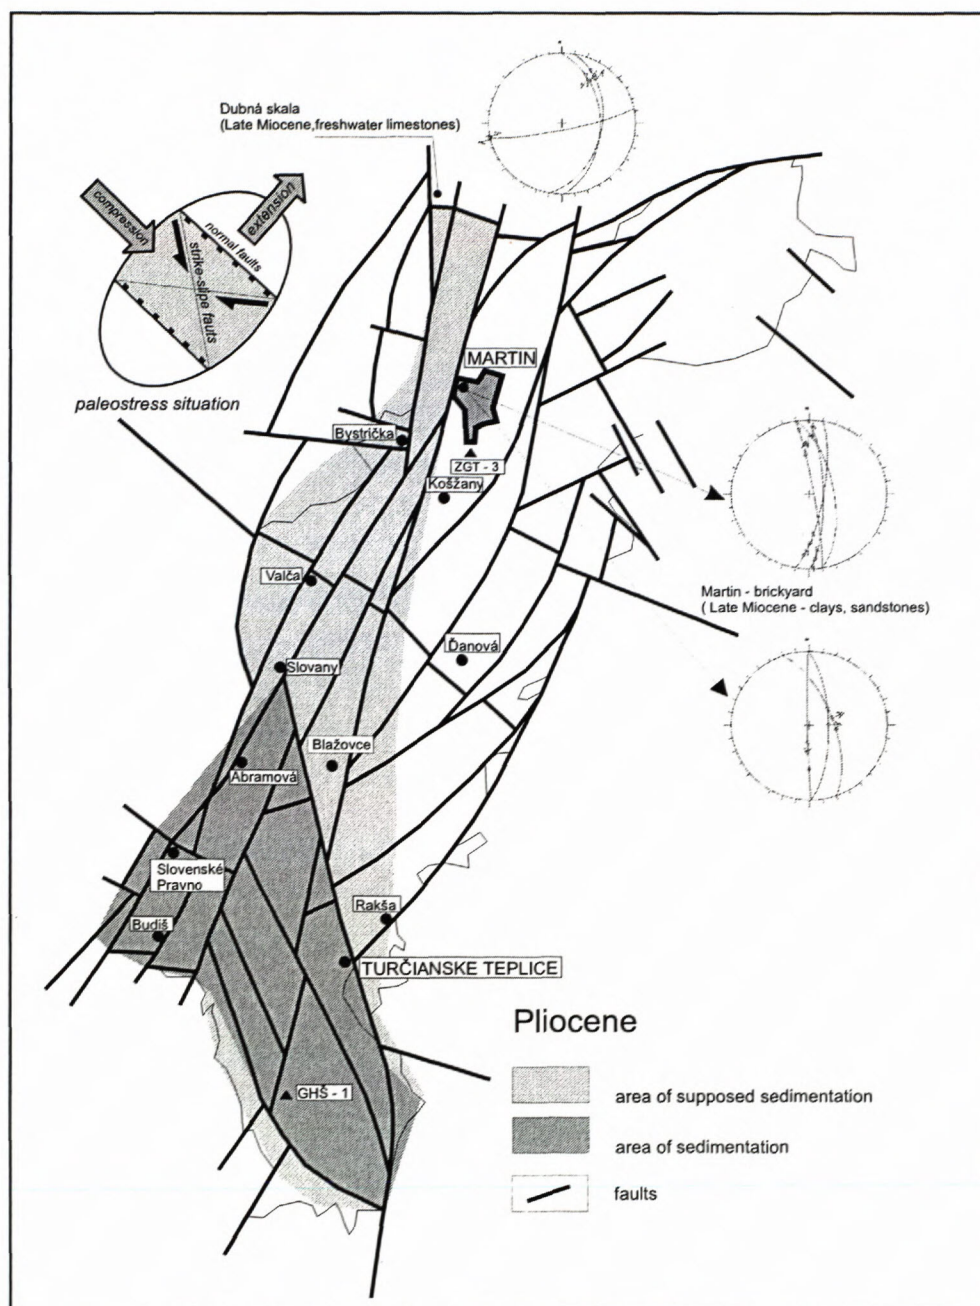 Dubná skala
(Late Miocene,freshwater limestones)
compression
extension
normal faults
strike-slipe fauts
paleostress situation
MARTIN
Bystrička
ZGT - 3
Košžany
Valča
Martin - brickyard
( Late Miocene - clays, sandstones)
Ďanová
Slovany
Blažovce
Abramová
Slovenské
Pravno
Rakša
Budiš
TURČIANSKE TEPLICE
Pliocene
GHŠ - 1
area of supposed sedimentation
area of sedimentation
faults